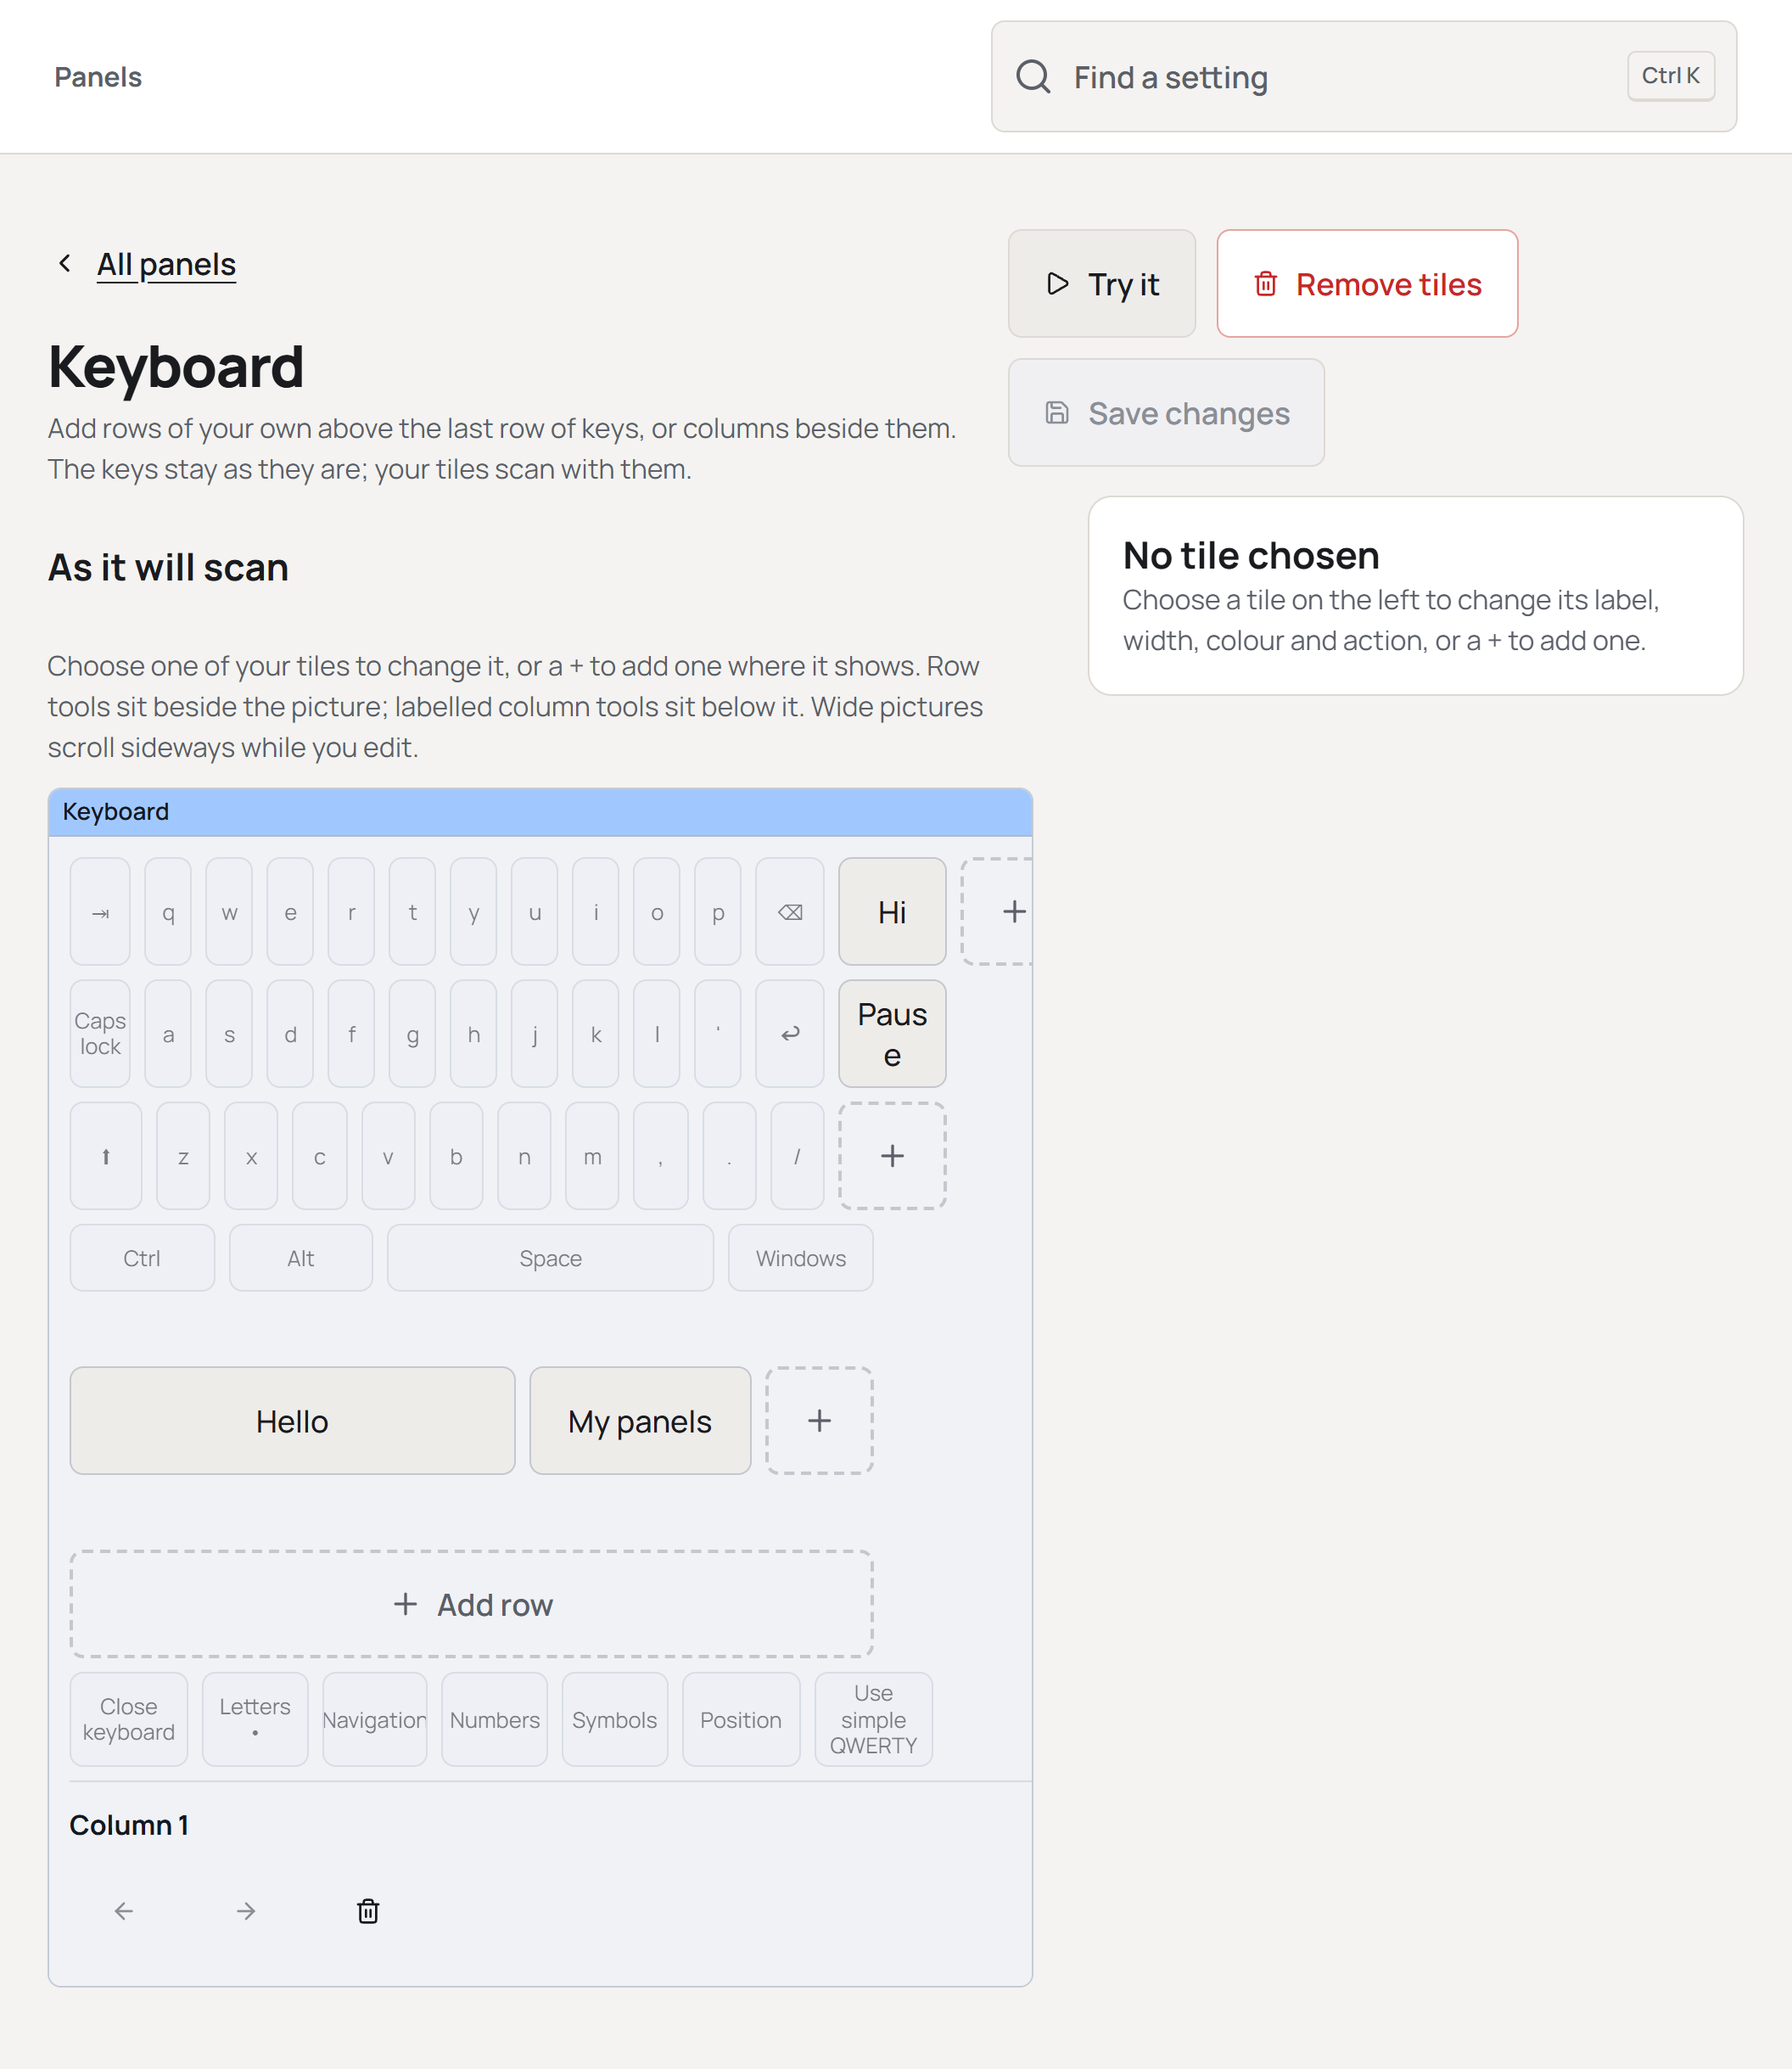 Panels
Find a setting
Ctrl K
All panels
Try it
Remove tiles
Keyboard
Save changes
Add rows of your own above the last row of keys, or columns beside them.
The keys stay as they are; your tiles scan with them.
No tile chosen
Choose a tile on the left to change its label,
width, colour and action, or a + to add one.
As it will scan
Choose one of your tiles to change it, or a + to add one where it shows. Row
tools sit beside the picture; labelled column tools sit below it. Wide pictures
scroll sideways while you edit.
Keyboard
⇥ q w e r t y u i o p ⌫ Hi +
Caps
lock
a s d f g h j k l ' ↩
Paus
e
⬆ z x c v b n m , . / +
Ctrl Alt Space Windows
Hello My panels +
+ Add row
Close
keyboard
Letters
•
Navigation
Numbers
Symbols
Position
Use
simple
QWERTY
Column 1
← →